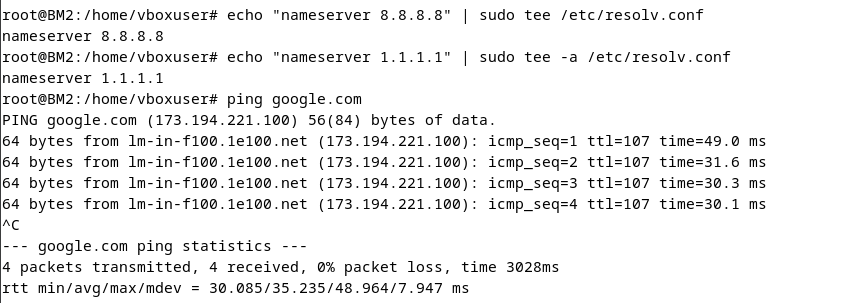 root@BM2:/home/vboxuser# echo "nameserver 8.8.8.8" | sudo tee /etc/resolv.conf
nameserver 8.8.8.8
root@BM2:/home/vboxuser# echo "nameserver 1.1.1.1" | sudo tee -a /etc/resolv.conf
nameserver 1.1.1.1
root@BM2:/home/vboxuser# ping google.com
PING google.com (173.194.221.100) 56(84) bytes of data.
64 bytes from lm-in-f100.1e100.net (173.194.221.100): icmp_seq=1 ttl=107 time=49.0 ms
64 bytes from lm-in-f100.1e100.net (173.194.221.100): icmp_seq=2 ttl=107 time=31.6 ms
64 bytes from lm-in-f100.1e100.net (173.194.221.100): icmp_seq=3 ttl=107 time=30.3 ms
64 bytes from lm-in-f100.1e100.net (173.194.221.100): icmp_seq=4 ttl=107 time=30.1 ms
^C
--- google.com ping statistics ---
4 packets transmitted, 4 received, 0% packet loss, time 3028ms
rtt min/avg/max/mdev = 30.085/35.235/48.964/7.947 ms